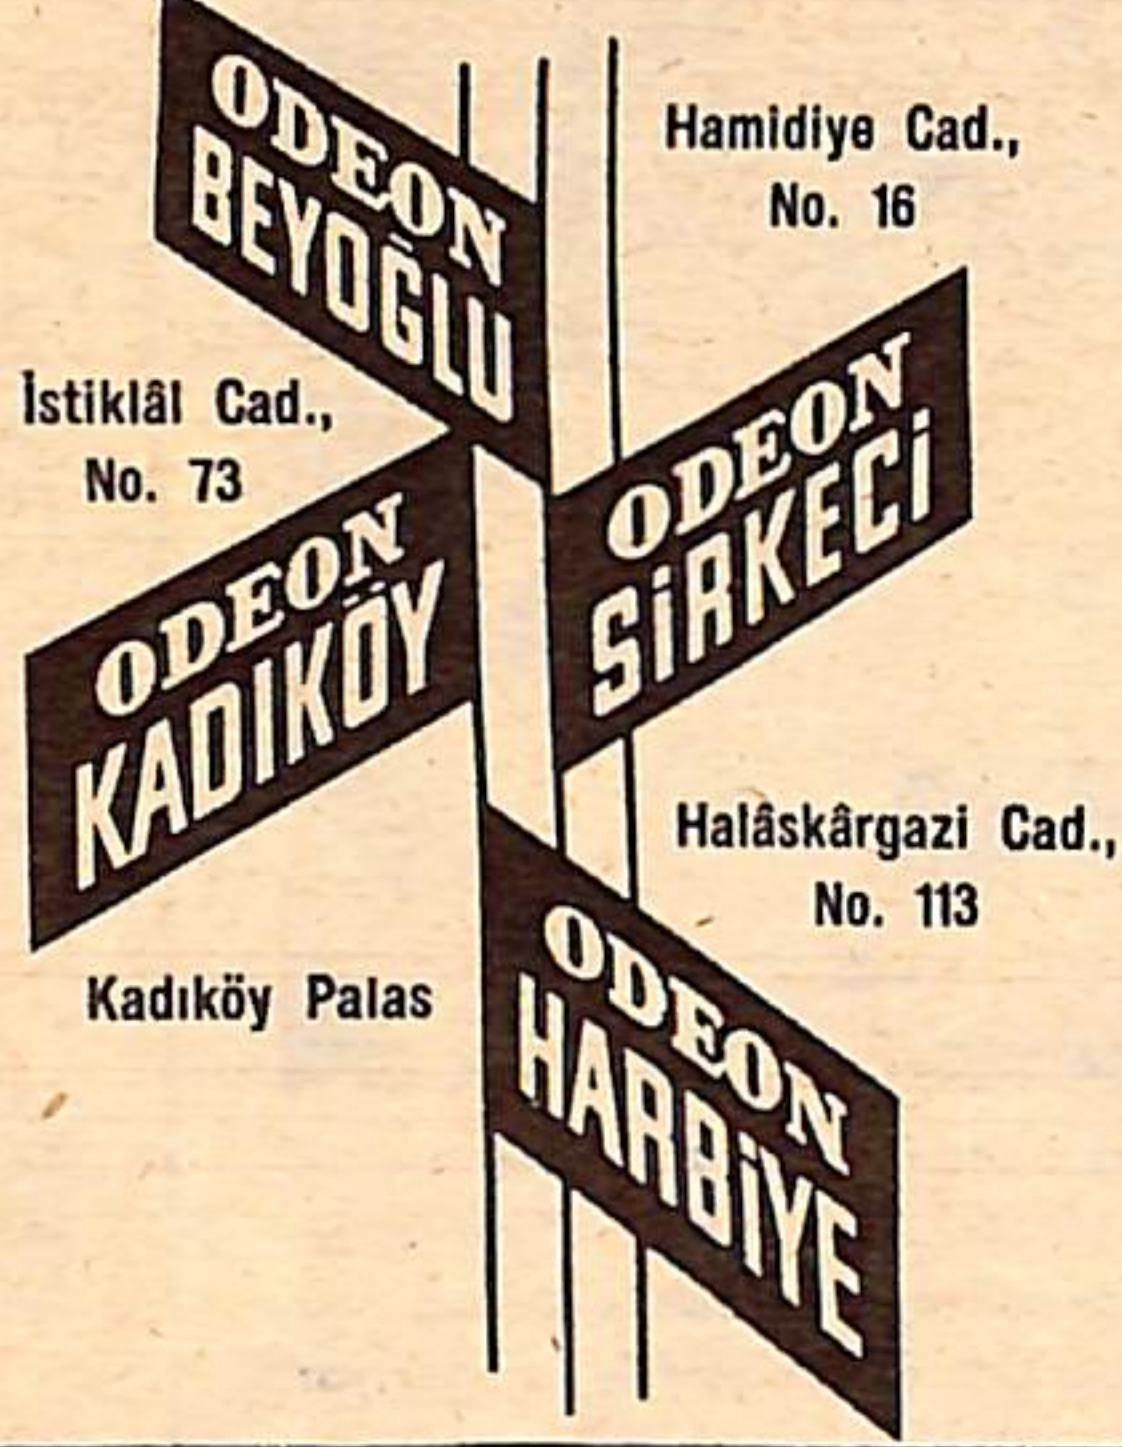 ODEON
BEYOĞLU
Hamidiye Cad.,
No. 16
İstiklâl Cad.,
No. 73
ODEON
SİRKECİ
ODEON
KADIKÖY
Halâskârgazi Cad.,
No. 113
Kadıköy Palas
ODEON
HARBİYE